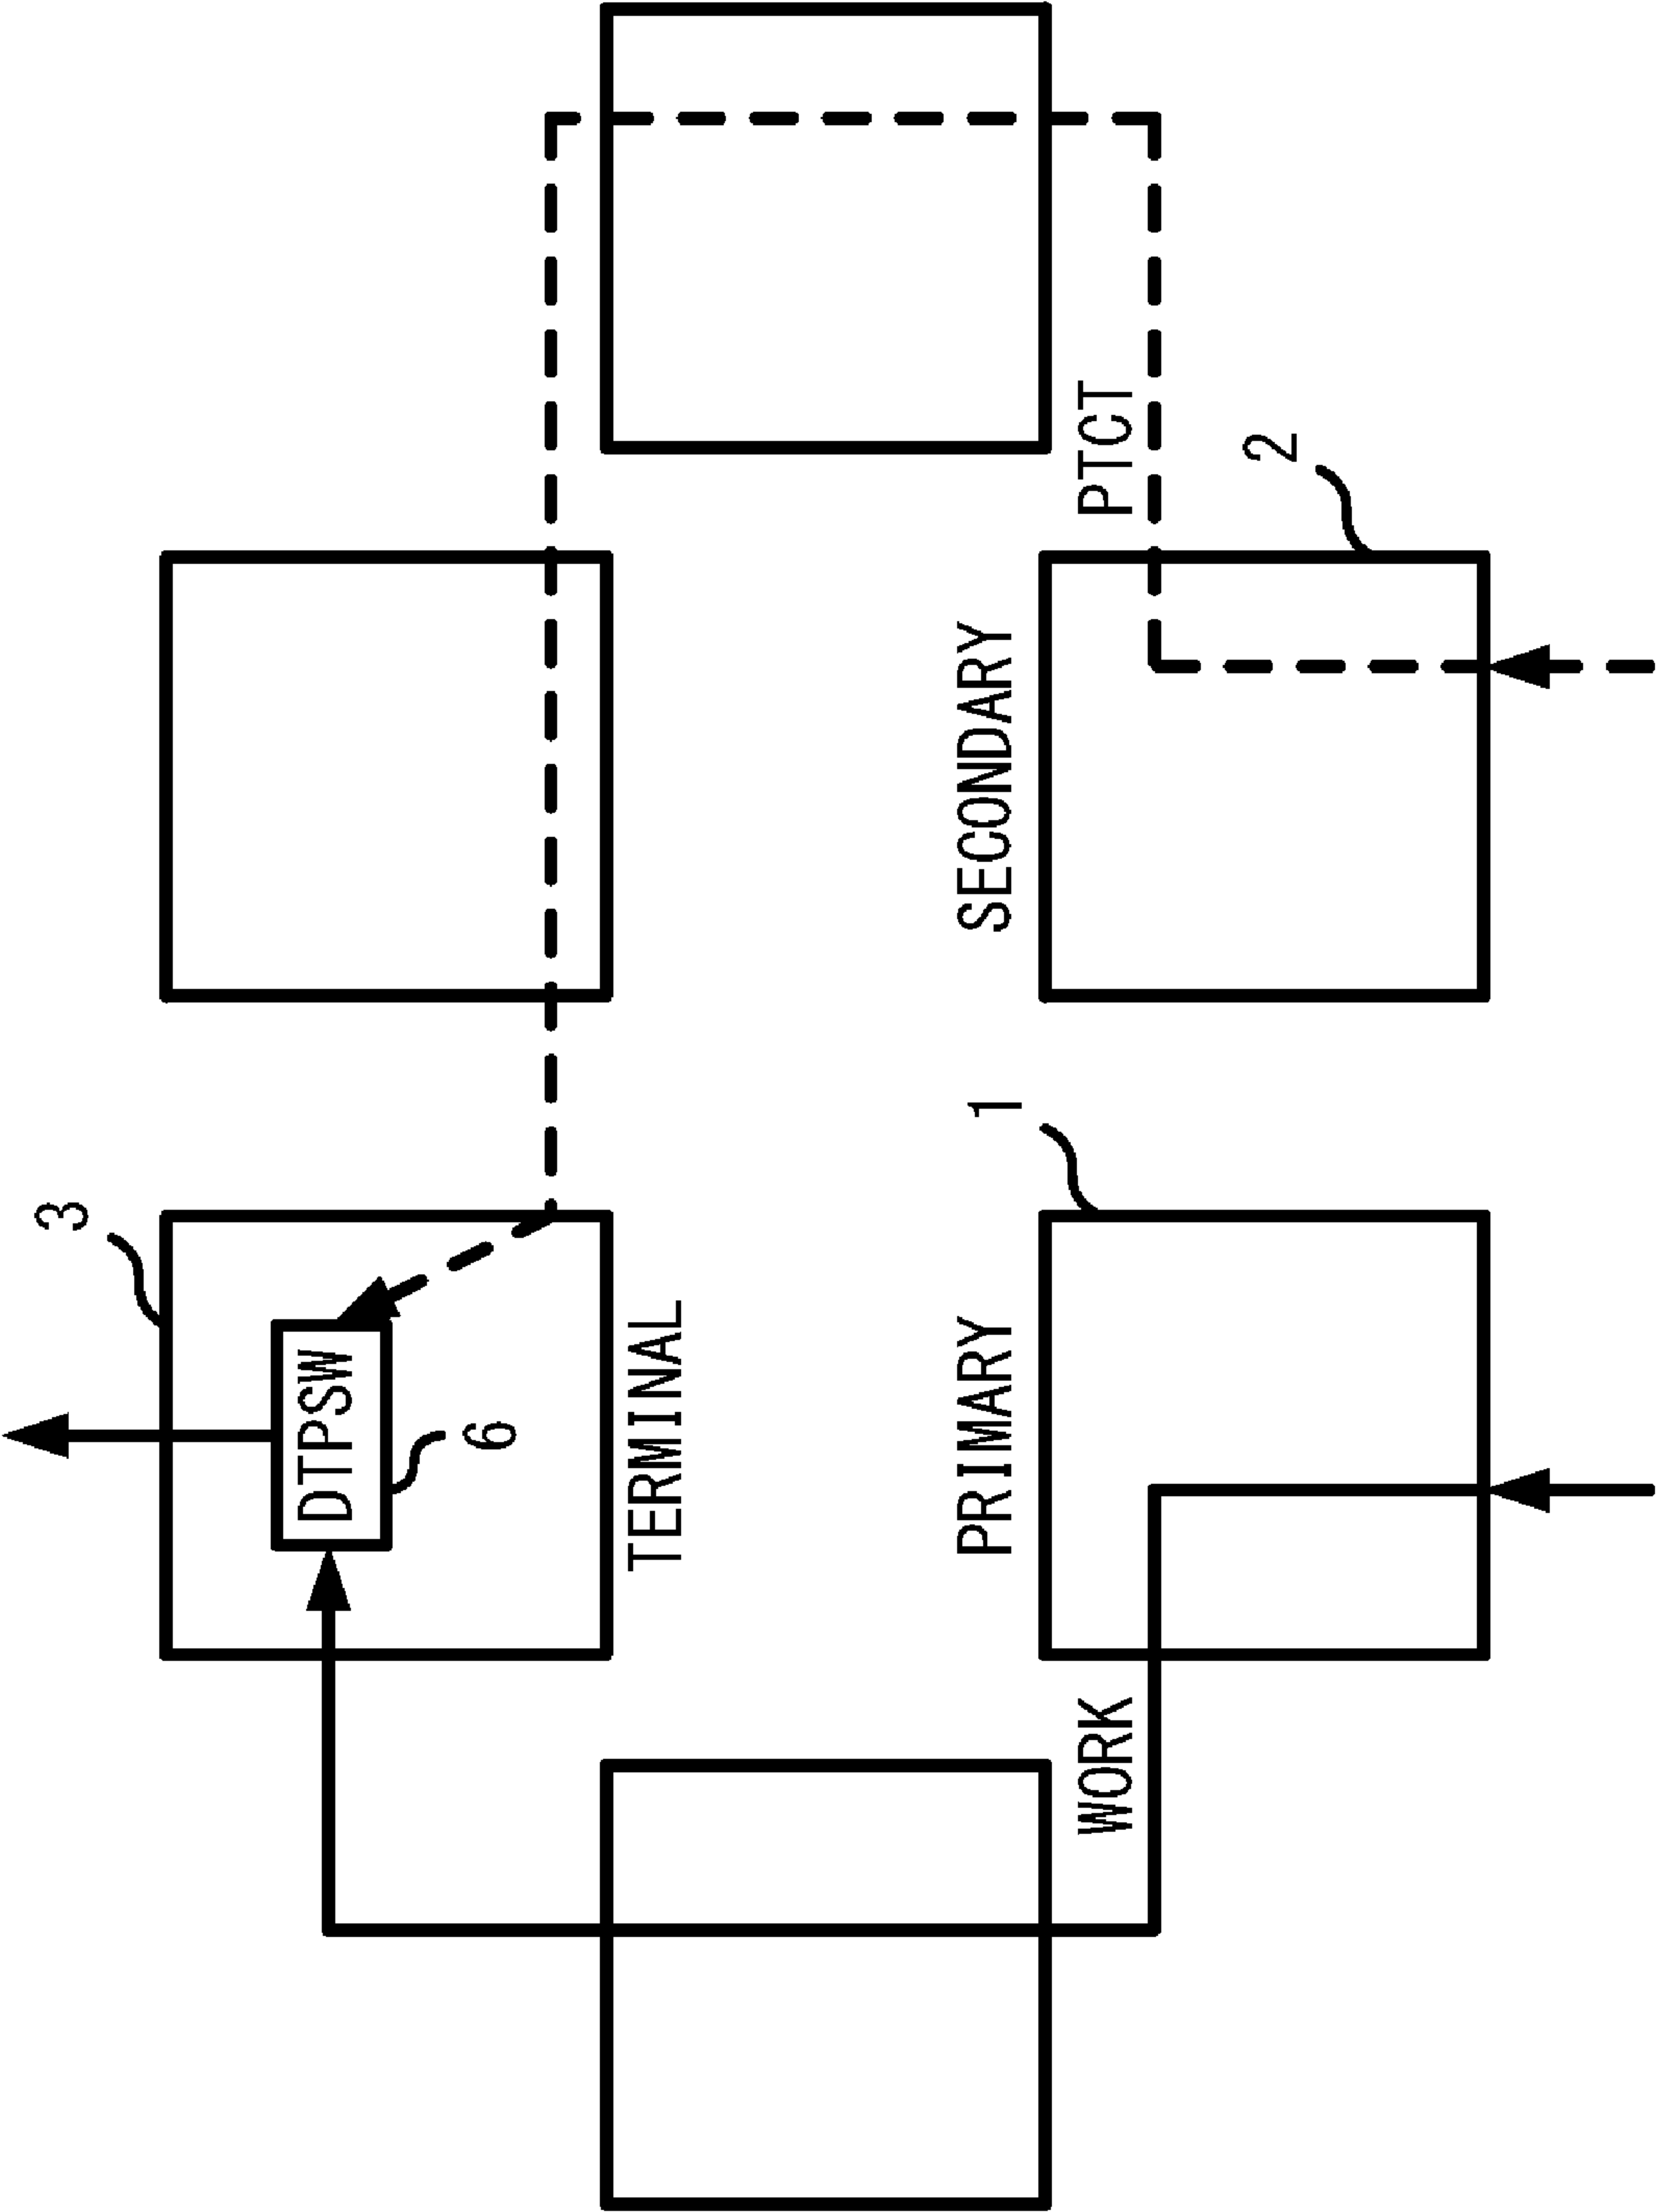 3
DTPSW
6
TERMINAL
PRIMARY
1
SECONDARY
WORK
PTCT
2